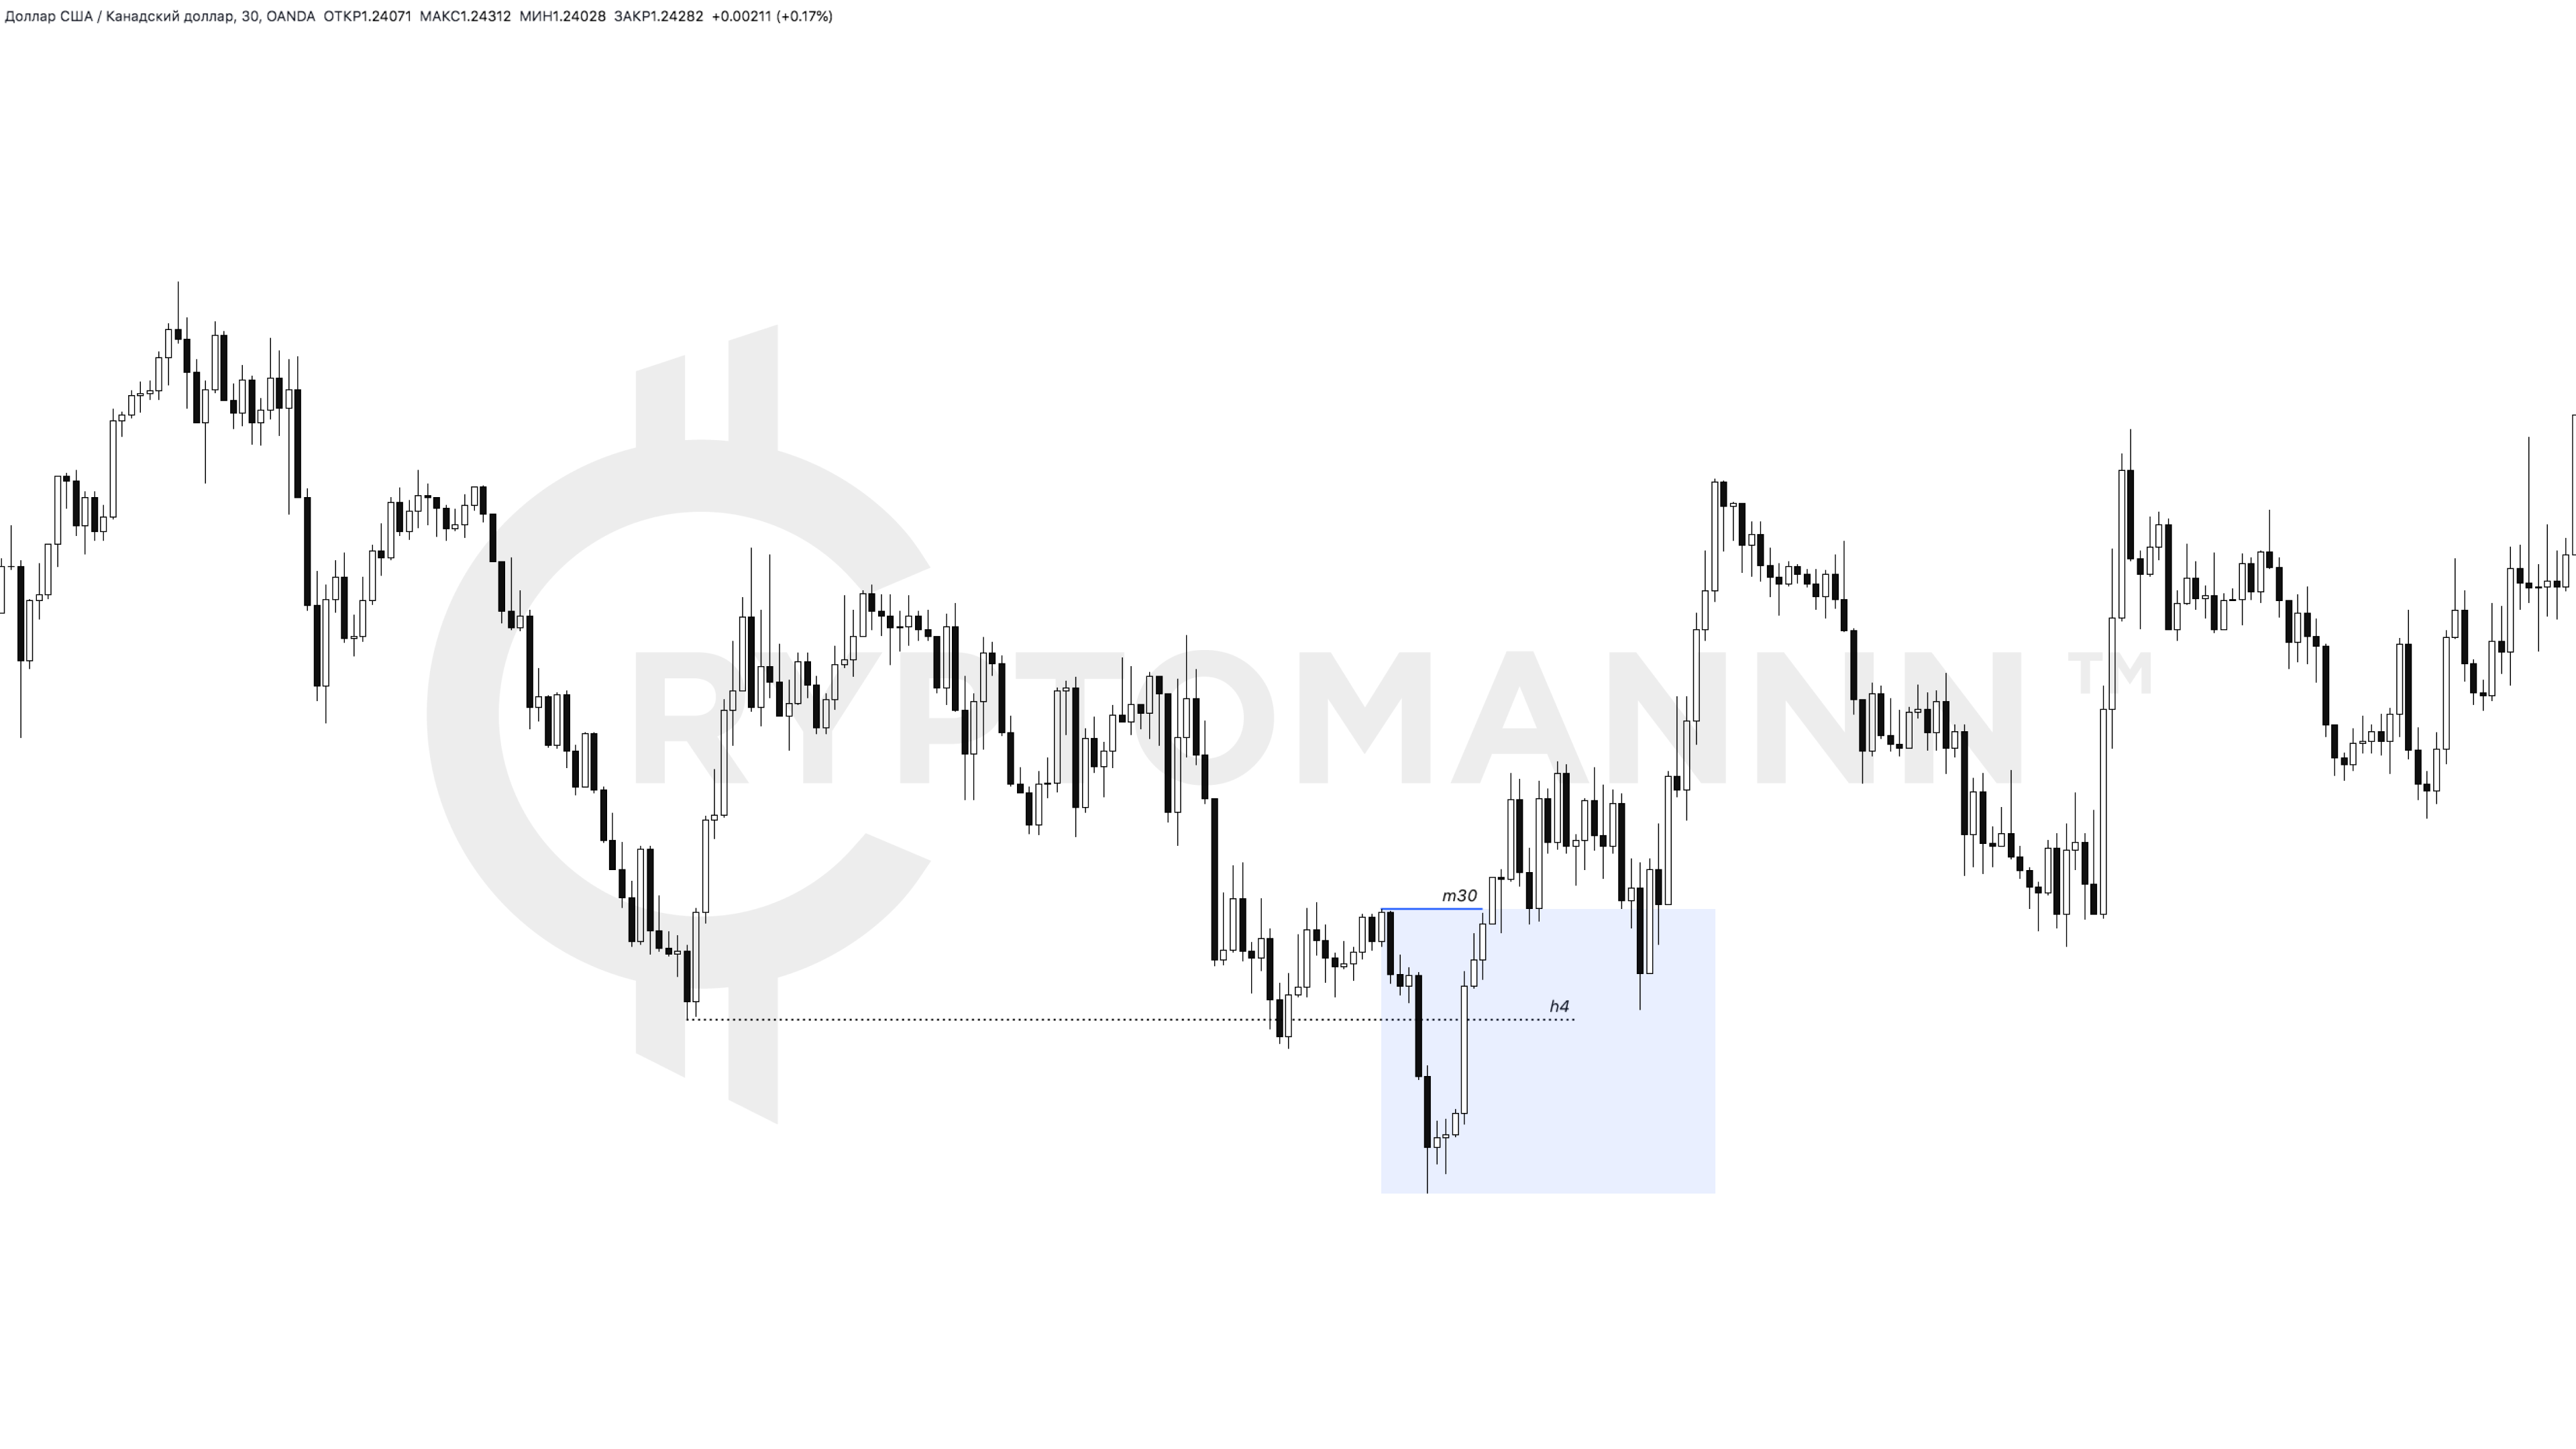 Доллар США / Канадский доллар, 30, OANDA ОТКР1.24071 МАКС1.24312 МИН1.24028 ЗАКР1.24282 +0.00211 (+0.17%)
CRYPTOMANNN™
m30
h4